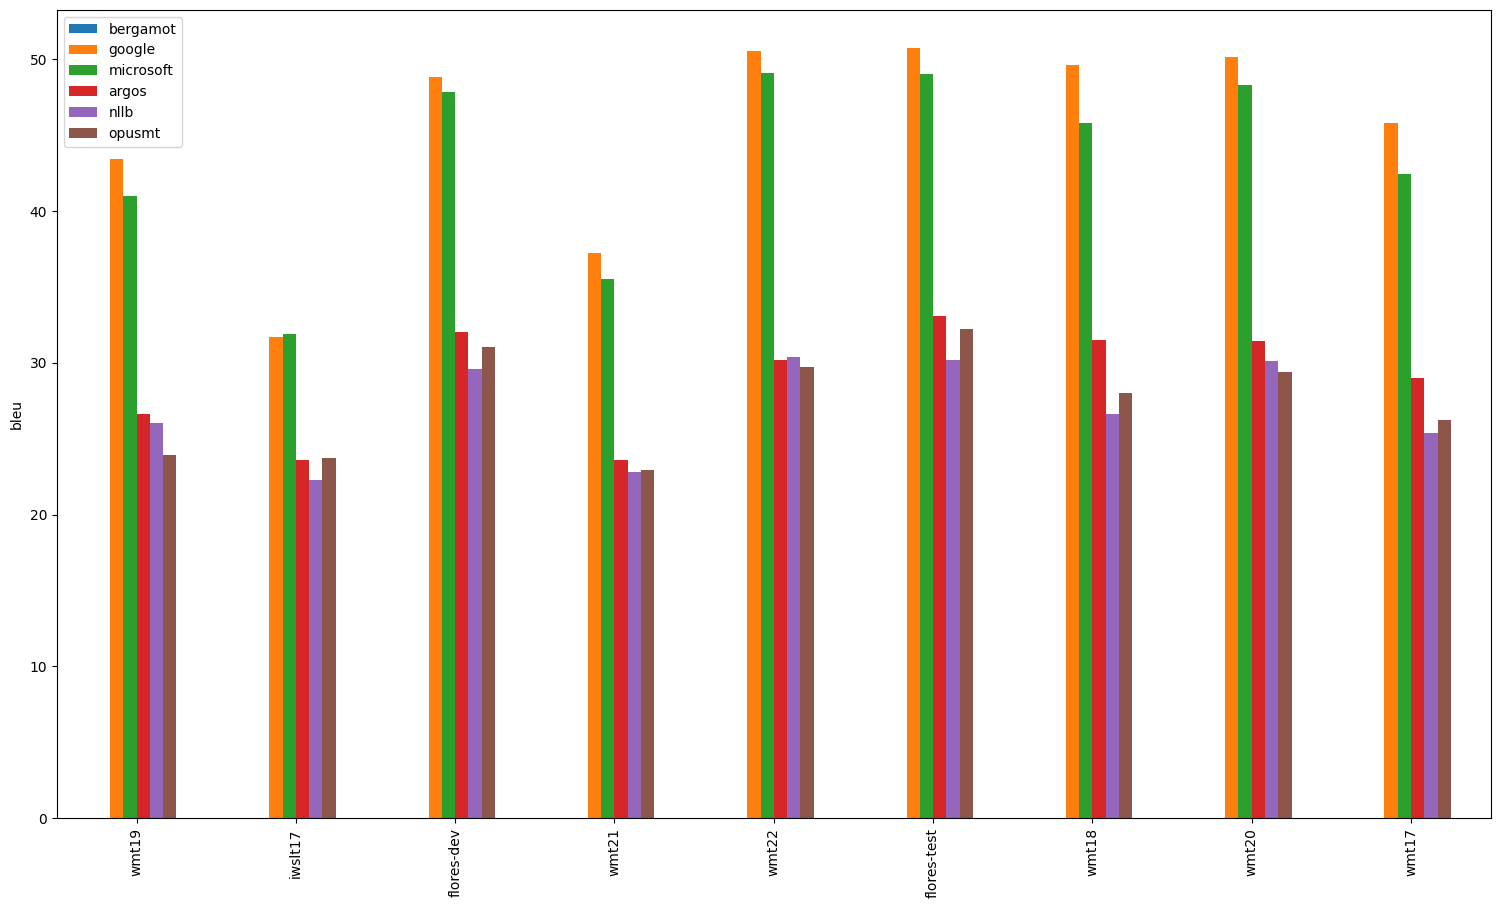 bergamot
google
microsoft
argos
nllb
opusmt
50
40
30
20
10
0
bleu
wmt19
iwslt17
flores-dev
wmt21
wmt22
flores-test
wmt18
wmt20
wmt17